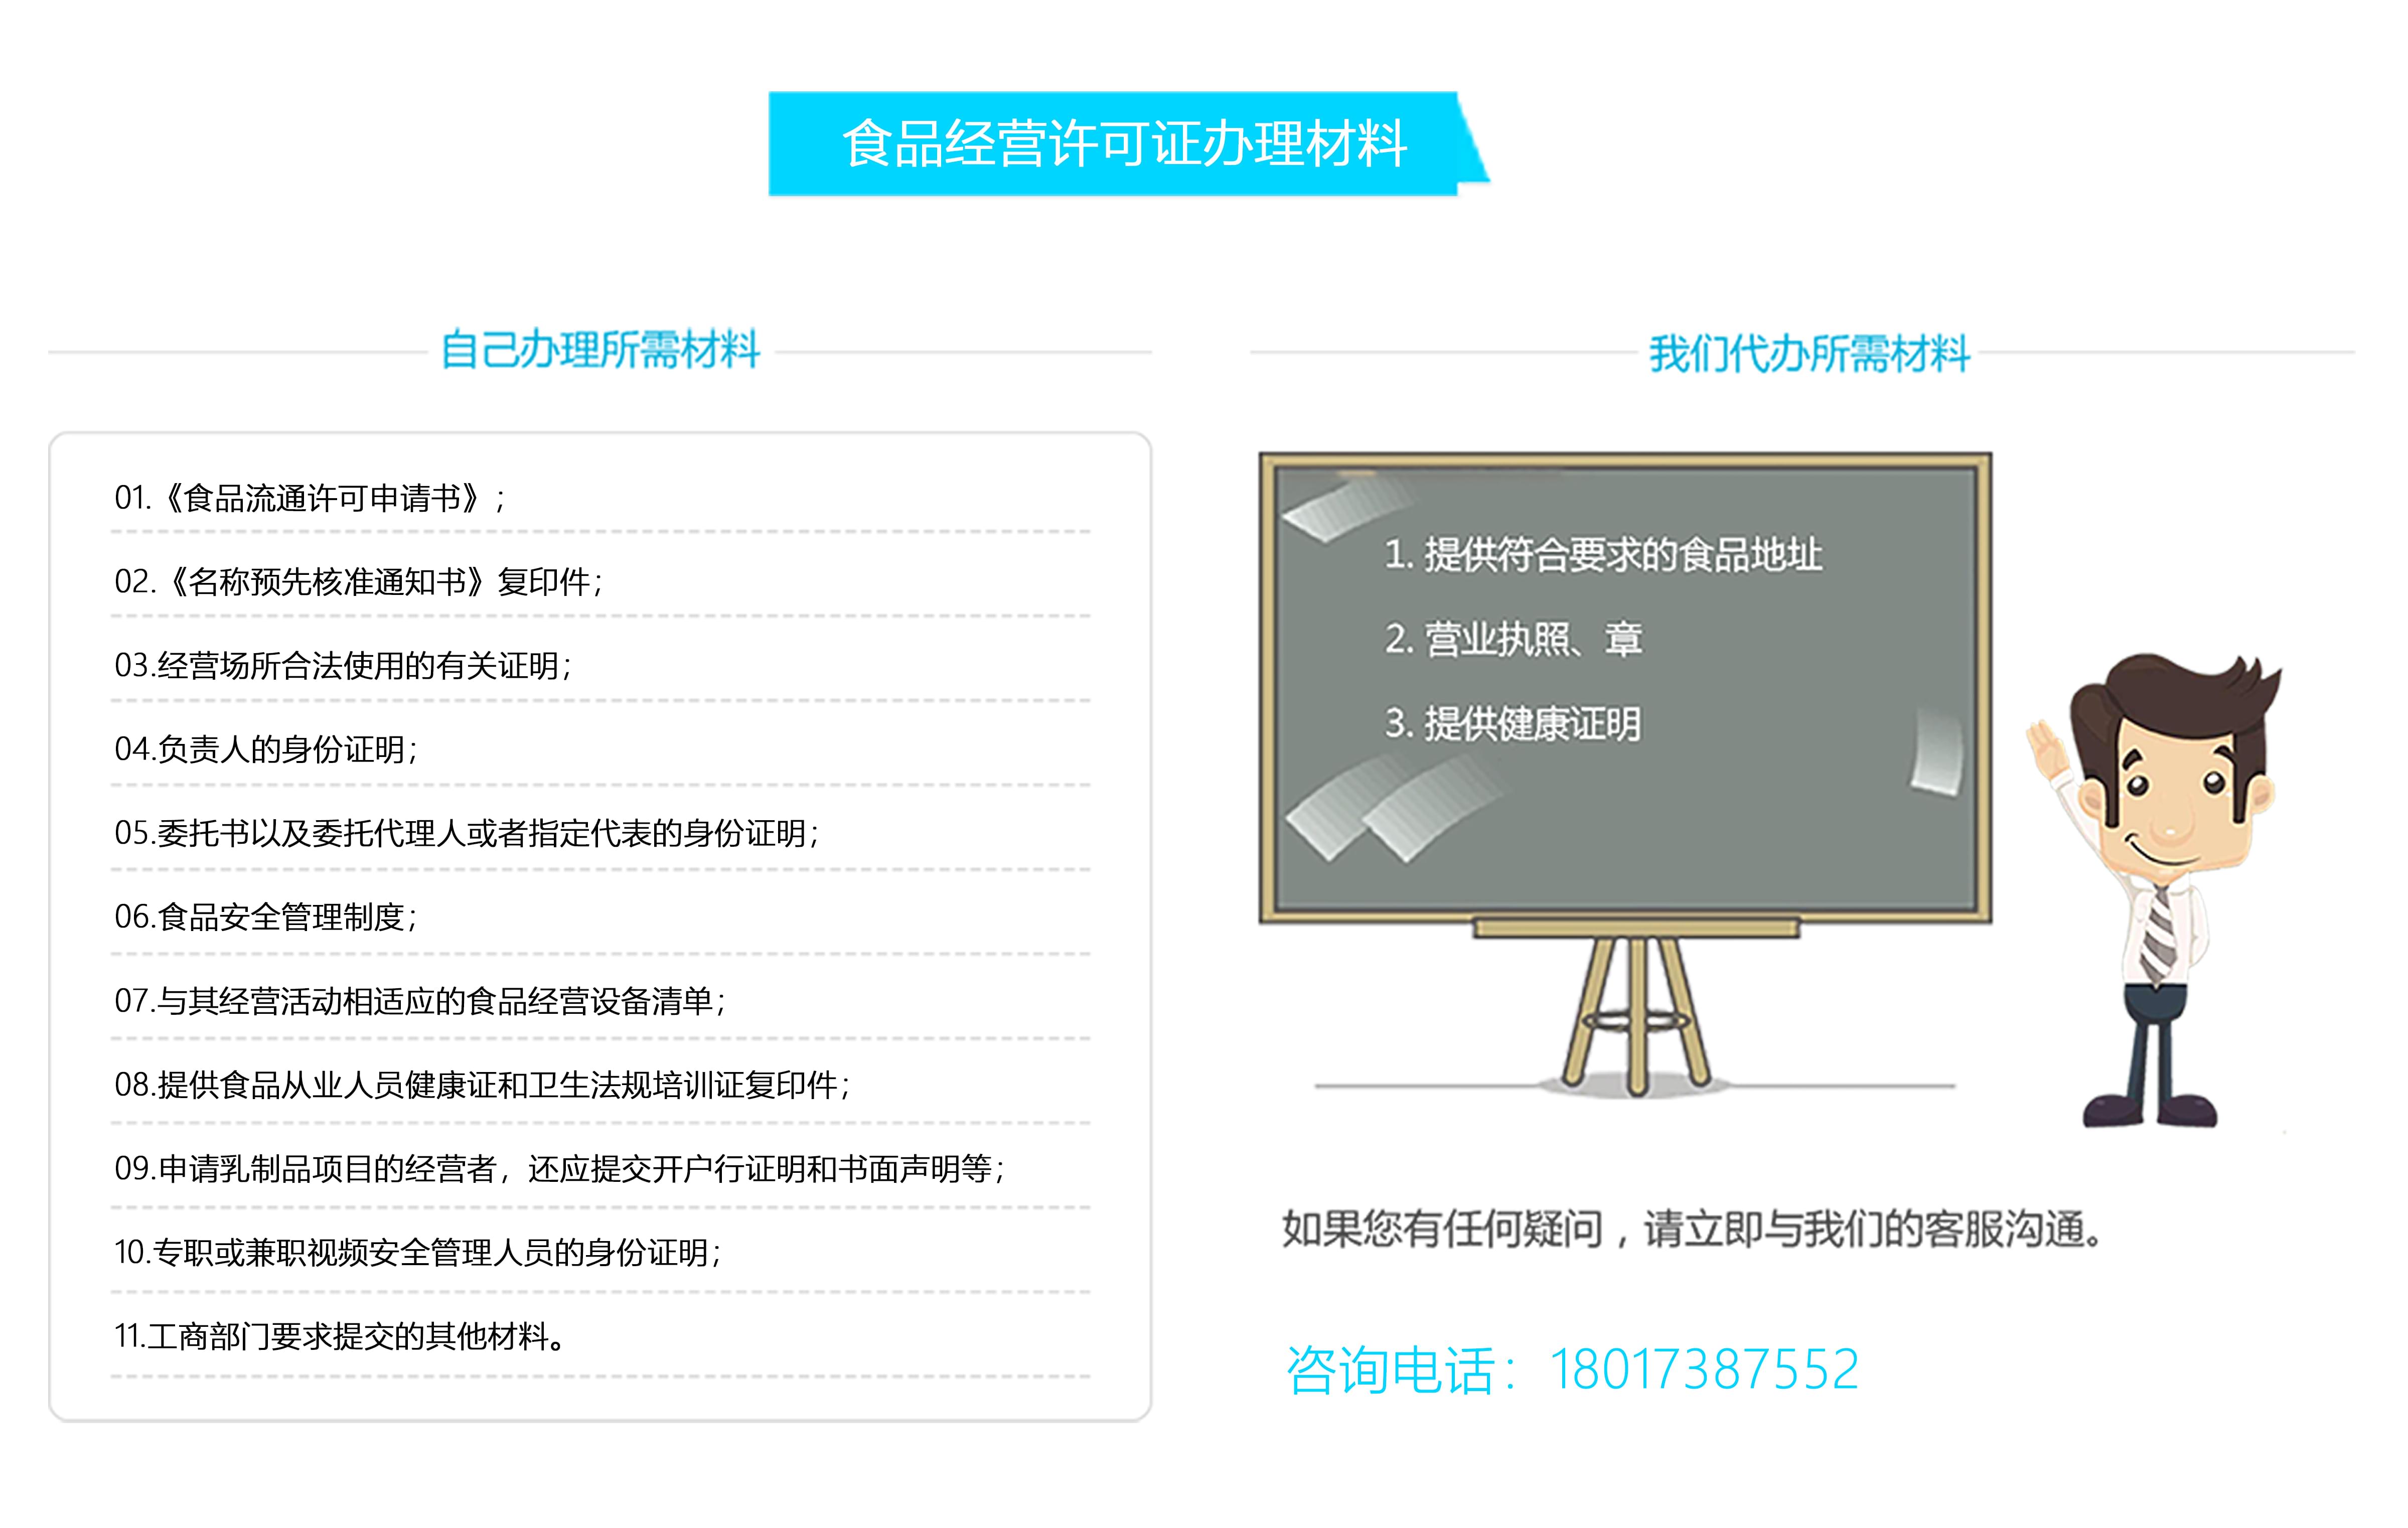 食品经营许可证办理材料
自己办理所需材料
01.《食品流通许可申请书》;
02.《名称预先核准通知书》复印件;
03.经营场所合法使用的有关证明;
04.负责人的身份证明;
05.委托书以及委托代理人或者指定代表的身份证明;
06.食品安全管理制度;
07.与其经营活动相适应的食品经营设备清单;
08.提供食品从业人员健康证和卫生法规培训证复印件;
09.申请乳制品项目的经营者，还应提交开户行证明和书面声明等;
10.专职或兼职视频安全管理人员的身份证明;
11.工商部门要求提交的其他材料。
我们代办所需材料
1. 提供符合要求的食品地址
2. 营业执照、章
3. 提供健康证明
如果您有任何疑问，请立即与我们的客服沟通。
咨询电话：18017387552